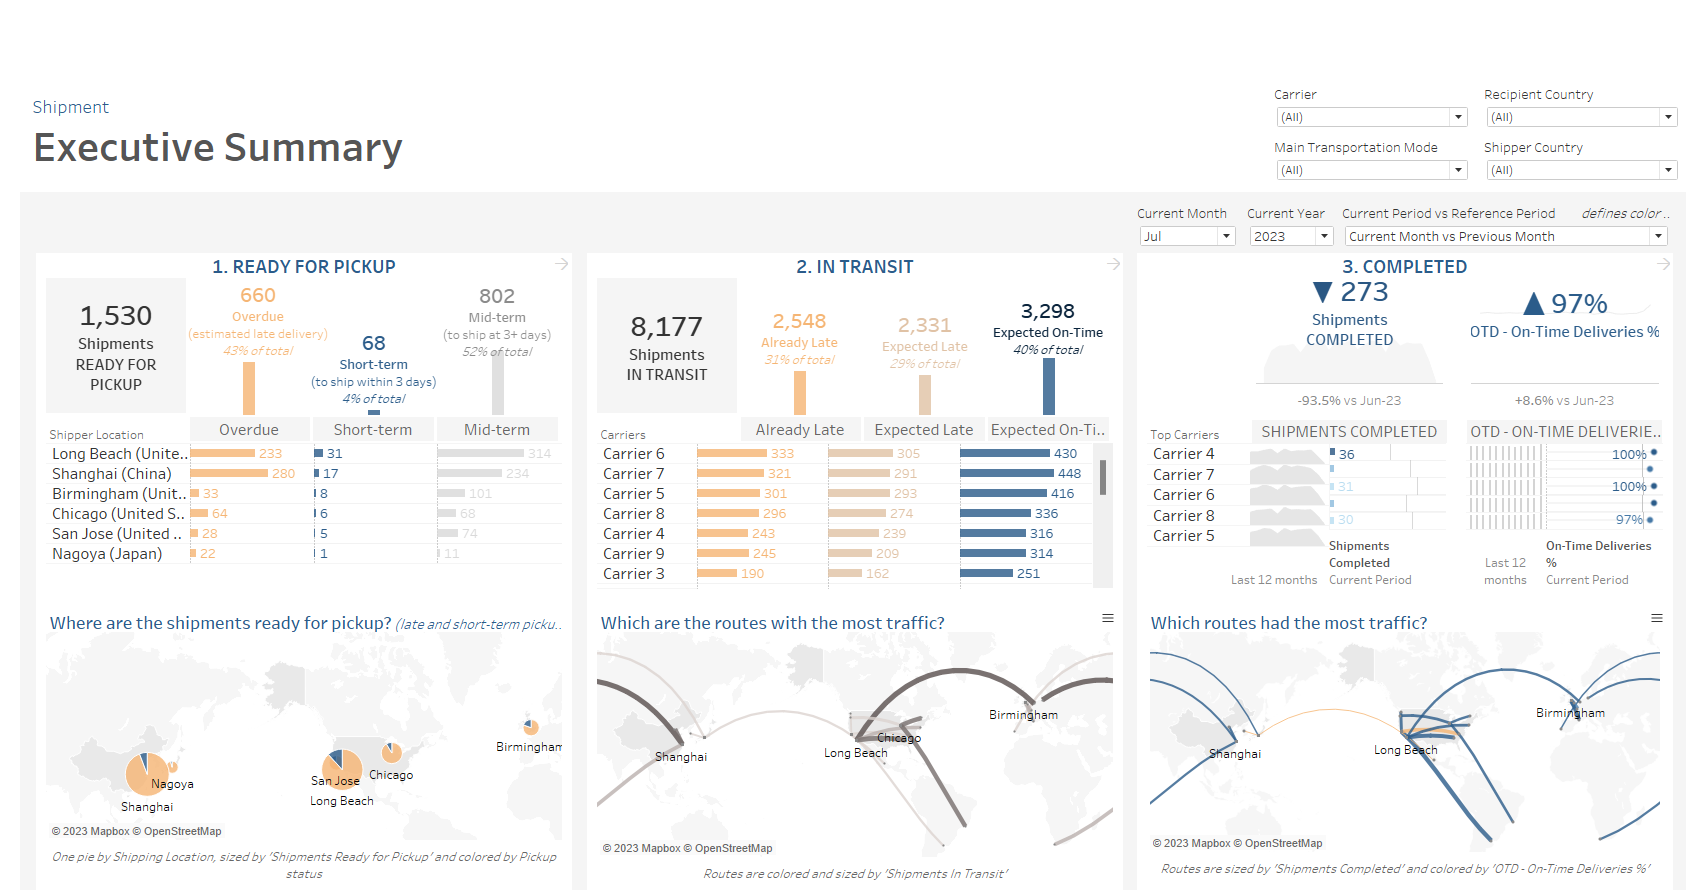 Shipment
Executive Summary
Carrier
(All)
Recipient Country
(All)
Main Transportation Mode
(All)
Shipper Country
(All)
Current Month
Jul
Current Year
2023
Current Period vs Reference Period
defines color ..
Current Month vs Previous Month
1. READY FOR PICKUP
1,530
Shipments
READY FOR
PICKUP
660
Overdue
(estimated late delivery)
43% of total
68
Short-term
(to ship within 3 days)
4% of total
802
Mid-term
(to ship at 3+ days)
52% of total
Shipper Location
Overdue
Short-term
Mid-term
Long Beach (Unite.. 233 31 314
Shanghai (China) 280 17 234
Birmingham (Unit.. 33 8 101
Chicago (United S.. 64 6 68
San Jose (United .. 28 5 74
Nagoya (Japan) 22 1 11
Where are the shipments ready for pickup? (late and short-term picku..
Nagoya
Shanghai
San Jose
Long Beach
Chicago
Birmingham
© 2023 Mapbox © OpenStreetMap
One pie by Shipping Location, sized by 'Shipments Ready for Pickup' and colored by Pickup
status
2. IN TRANSIT
8,177
Shipments
IN TRANSIT
2,548
Already Late
31% of total
2,331
Expected Late
29% of total
3,298
Expected On-Time
40% of total
Carriers
Already Late
Expected Late
Expected On-Ti..
Carrier 6 333 305 430
Carrier 7 321 291 448
Carrier 5 301 293 416
Carrier 8 296 274 336
Carrier 4 243 239 316
Carrier 9 245 209 314
Carrier 3 190 162 251
Which are the routes with the most traffic?
Shanghai
Long Beach
Chicago
Birmingham
© 2023 Mapbox © OpenStreetMap
Routes are colored and sized by 'Shipments In Transit'
3. COMPLETED
▼ 273
Shipments
COMPLETED
-93.5% vs Jun-23
▲ 97%
OTD - On-Time Deliveries %
+8.6% vs Jun-23
Top Carriers
SHIPMENTS COMPLETED
OTD - ON-TIME DELIVERIE..
Carrier 4 36 100%
Carrier 7
Carrier 6 31 100%
Carrier 8
Carrier 5 30 97%
Last 12 months
Shipments
Completed
Current Period
Last 12
months
On-Time Deliveries
%
Current Period
Which routes had the most traffic?
Shanghai
Long Beach
Birmingham
© 2023 Mapbox © OpenStreetMap
Routes are sized by 'Shipments Completed' and colored by 'OTD - On-Time Deliveries %'